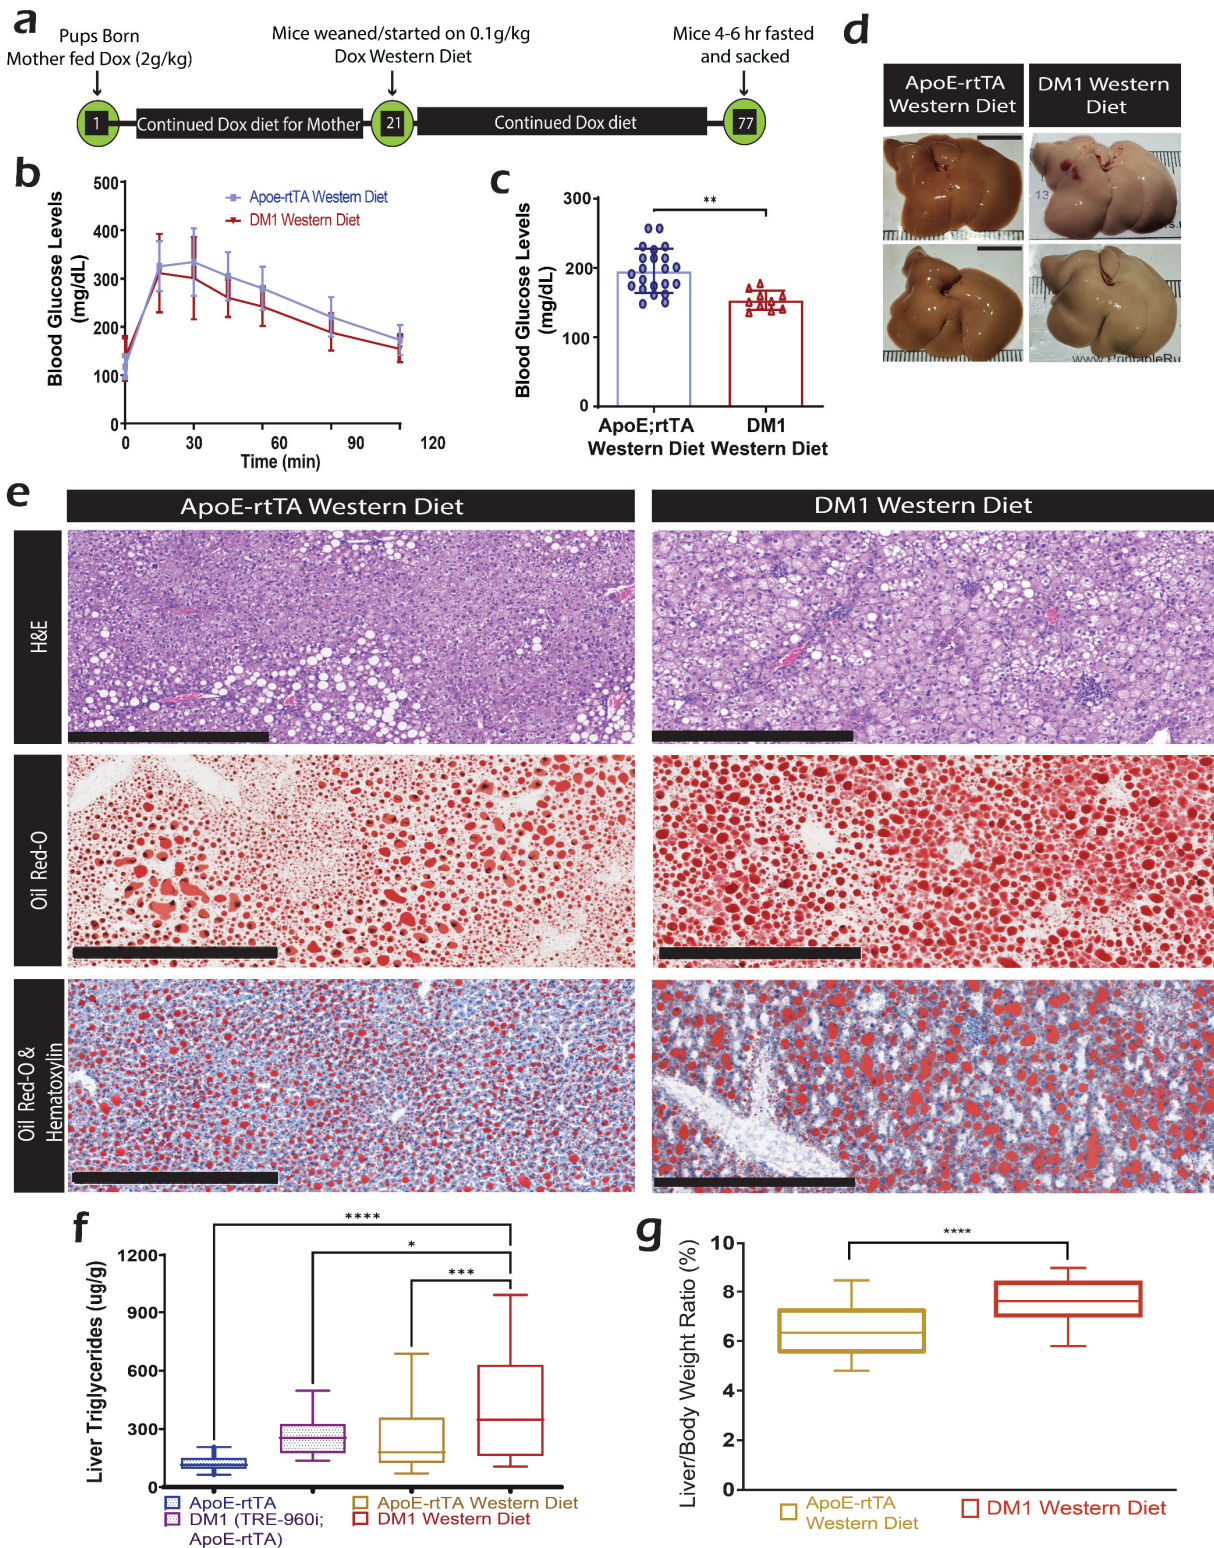 a
Pups Born
Mother fed Dox (2g/kg)
Mice weaned/started on 0.1g/kg
Dox Western Diet
Mice 4-6 hr fasted
and sacked
1
Continued Dox diet for Mother
21
Continued Dox diet
77
b
500
400
300
200
100
0
Blood Glucose Levels
(mg/dL)
Apoe-rtTA Western Diet
DM1 Western Diet
0
30
60
90
120
Time (min)
c
300
200
100
0
Blood Glucose Levels
(mg/dL)
**
ApoE;rtTA
Western Diet
DM1
Western Diet
d
ApoE-rtTA
Western Diet
DM1 Western
Diet
13
www.PrintableRu
e
ApoE-rtTA Western Diet
DM1 Western Diet
H&E
Oil Red-O
Oil Red-O &
Hematoxylin
f
1200
900
600
300
0
Liver Triglycerides (ug/g)
****
*
***
ApoE-rtTA
DM1 (TRE-960i;
ApoE-rtTA)
ApoE-rtTA Western Diet
DM1 Western Diet
g
10
8
6
4
2
0
Liver/Body Weight Ratio (%)
****
ApoE-rtTA
Western Diet
DM1 Western Diet